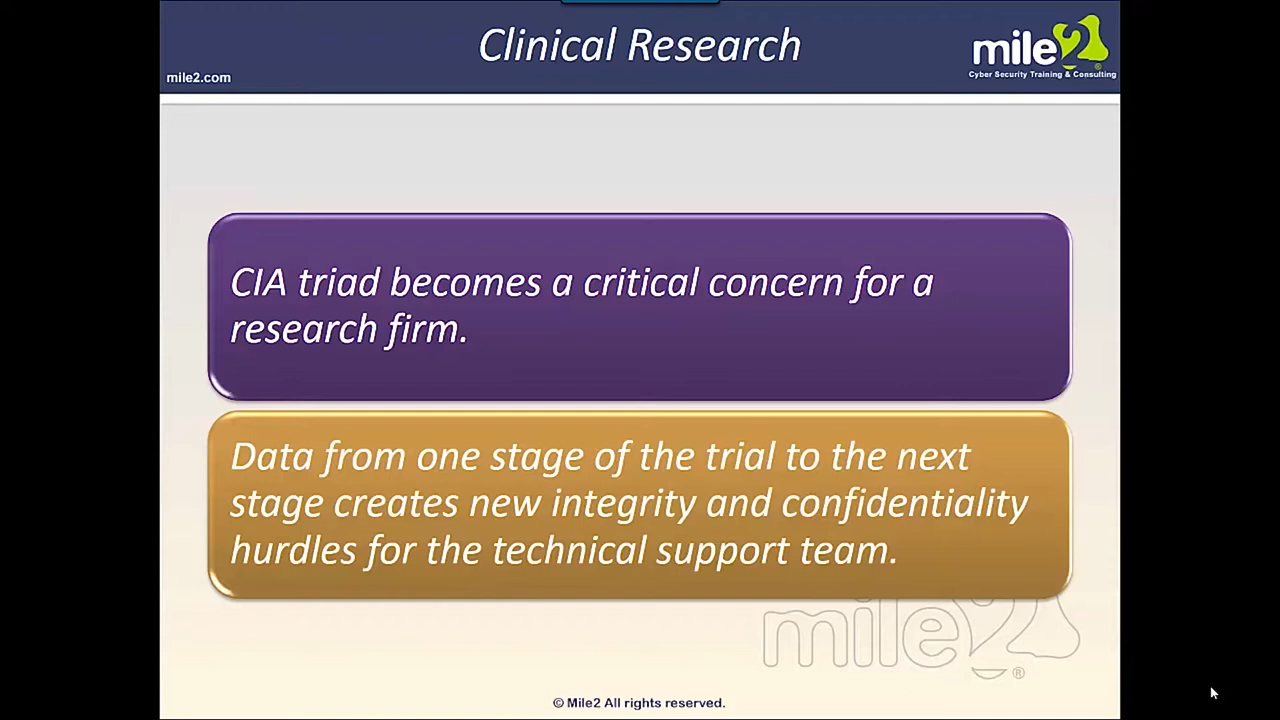 Clinical Research
mile2
mile2.com
Cyber Security Training & Consulting
CIA triad becomes a critical concern for a
research firm.
Data from one stage of the trial to the next
stage creates new integrity and confidentiality
hurdles for the technical support team.
mile2®
© Mile2 All rights reserved.